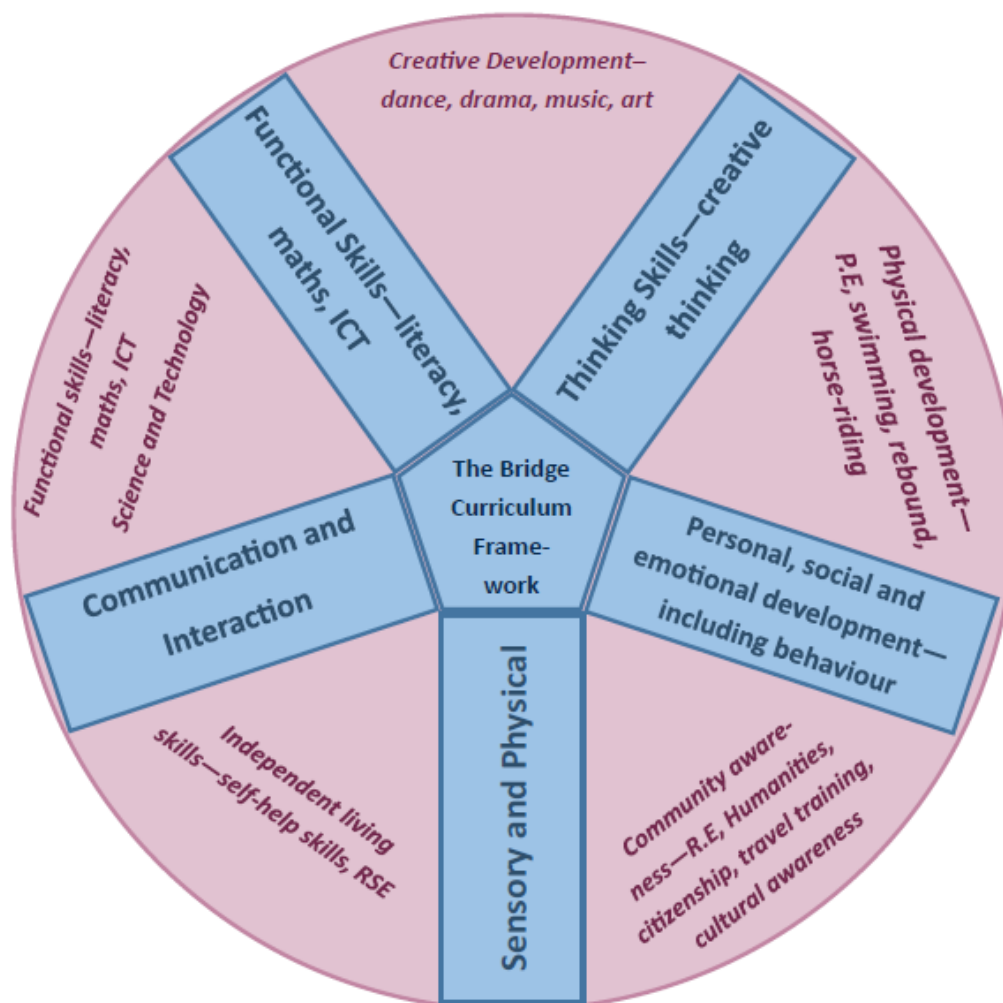 Creative Development–
dance, drama, music, art
Functional Skills—literacy,
maths, ICT
Thinking Skills—creative
thinking
Functional skills—literacy,
maths, ICT
Science and Technology
Physical development—
P.E, swimming, rebound,
horse-riding
The Bridge
Curriculum
Frame-
work
Communication and
Interaction
Personal, social and
emotional development—
including behaviour
Sensory and Physical
Independent living
skills—self-help skills, RSE
Community aware-
ness—R.E, Humanities,
citizenship, travel training,
cultural awareness